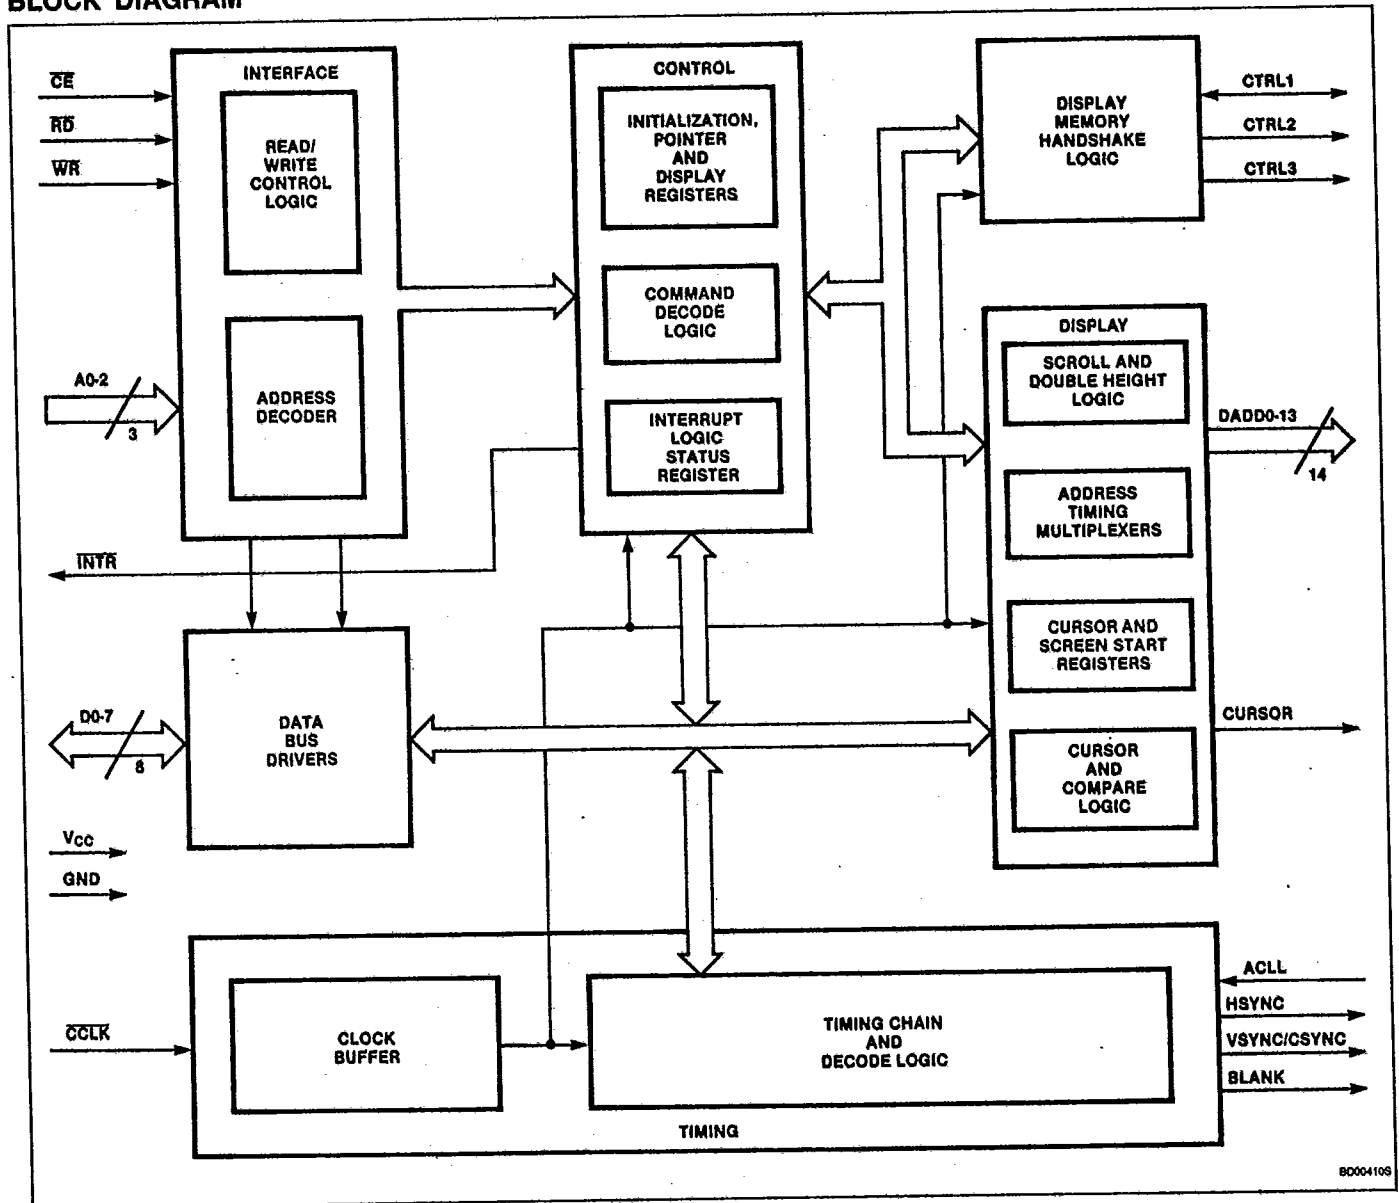 BLOCK DIAGRAM
CE
RD
WR
INTERFACE
READ/
WRITE
CONTROL
LOGIC
ADDRESS
DECODER
A0-2
3
INTR
CONTROL
INITIALIZATION,
POINTER
AND
DISPLAY
REGISTERS
COMMAND
DECODE
LOGIC
INTERRUPT
LOGIC
STATUS
REGISTER
DISPLAY
MEMORY
HANDSHAKE
LOGIC
CTRL1
CTRL2
CTRL3
DISPLAY
SCROLL AND
DOUBLE HEIGHT
LOGIC
ADDRESS
TIMING
MULTIPLEXERS
CURSOR AND
SCREEN START
REGISTERS
CURSOR
AND
COMPARE
LOGIC
DADD0-13
14
CURSOR
D0-7
8
DATA
BUS
DRIVERS
VCC
GND
CCLK
CLOCK
BUFFER
TIMING CHAIN
AND
DECODE LOGIC
TIMING
ACLL
HSYNC
VSYNC/CSYNC
BLANK
BD00410S